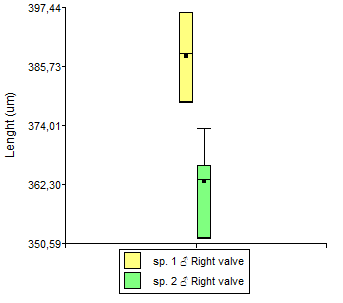 397,44
385,73
374,01
362,30
350,59
Lenght (um)
sp. 1 ♂ Right valve
sp. 2 ♂ Right valve